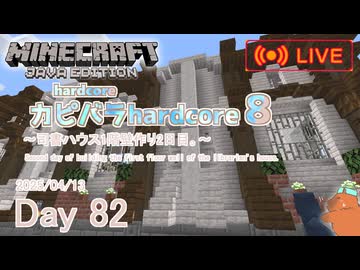 MINECRAFT
JAVA EDITION
LIVE
hardcore
カピバラhardcore 8
～司書ハウス1階壁作り2日目。～
Second day of building the first floor wall of the librarian's house.
2025/04/13
Day 82